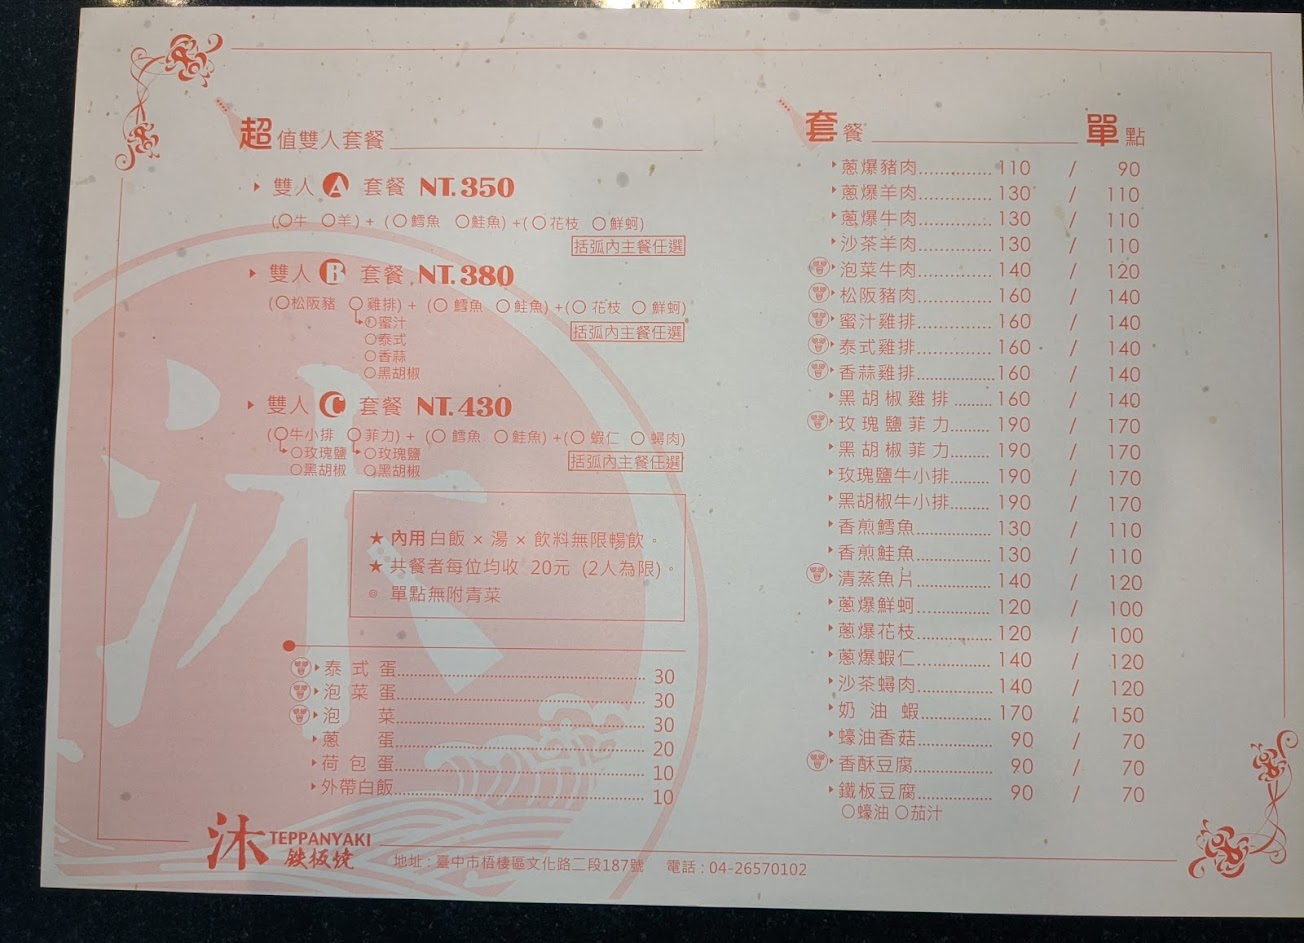 超值雙人套餐
雙人 A 套餐 NT.350
(○牛 ○羊) + (○鱈魚 ○鮭魚) +(○花枝 ○鮮蚵)
括弧內主餐任選
雙人 B 套餐 NT.380
(○松阪豬 ○雞排) + (○ 鱈魚 ○鮭魚) +(○ 花枝 ○ 鮮蚵)
○蜜汁
括弧內主餐任選
○泰式
○香蒜
○黑胡椒
雙人 C 套餐 NT.430
(○牛小排 ○菲力) + (○ 鱈魚 ○鮭魚) +(○ 蝦仁 ○ 蟳肉)
○玫瑰鹽 ○玫瑰鹽
括弧內主餐任選
○黑胡椒 ○黑胡椒
★ 內用白飯 × 湯 × 飲料無限暢飲。
★ 共餐者每位均收 20元 (2人為限)。
◎ 單點無附青菜
泰式蛋 30
泡菜蛋 30
泡菜 30
蔥蛋 20
荷包蛋 10
外帶白飯 10
套餐 單點
蔥爆豬肉 110 / 90
蔥爆羊肉 130 / 110
蔥爆牛肉 130 / 110
沙茶羊肉 130 / 110
泡菜牛肉 140 / 120
松阪豬肉 160 / 140
蜜汁雞排 160 / 140
泰式雞排 160 / 140
香蒜雞排 160 / 140
黑胡椒雞排 160 / 140
玫瑰鹽菲力 190 / 170
黑胡椒菲力 190 / 170
玫瑰鹽牛小排 190 / 170
黑胡椒牛小排 190 / 170
香煎鱈魚 130 / 110
香煎鮭魚 130 / 110
清蒸魚片 140 / 120
蔥爆鮮蚵 120 / 100
蔥爆花枝 120 / 100
蔥爆蝦仁 140 / 120
沙茶蟳肉 140 / 120
奶油蝦 170 / 150
蠔油香菇 90 / 70
香酥豆腐 90 / 70
鐵板豆腐 90 / 70
○蠔油 ○茄汁
沐
沐 TEPPANYAKI
鉄板燒
地址 : 臺中市梧棲區文化路二段187號 電話 : 04-26570102